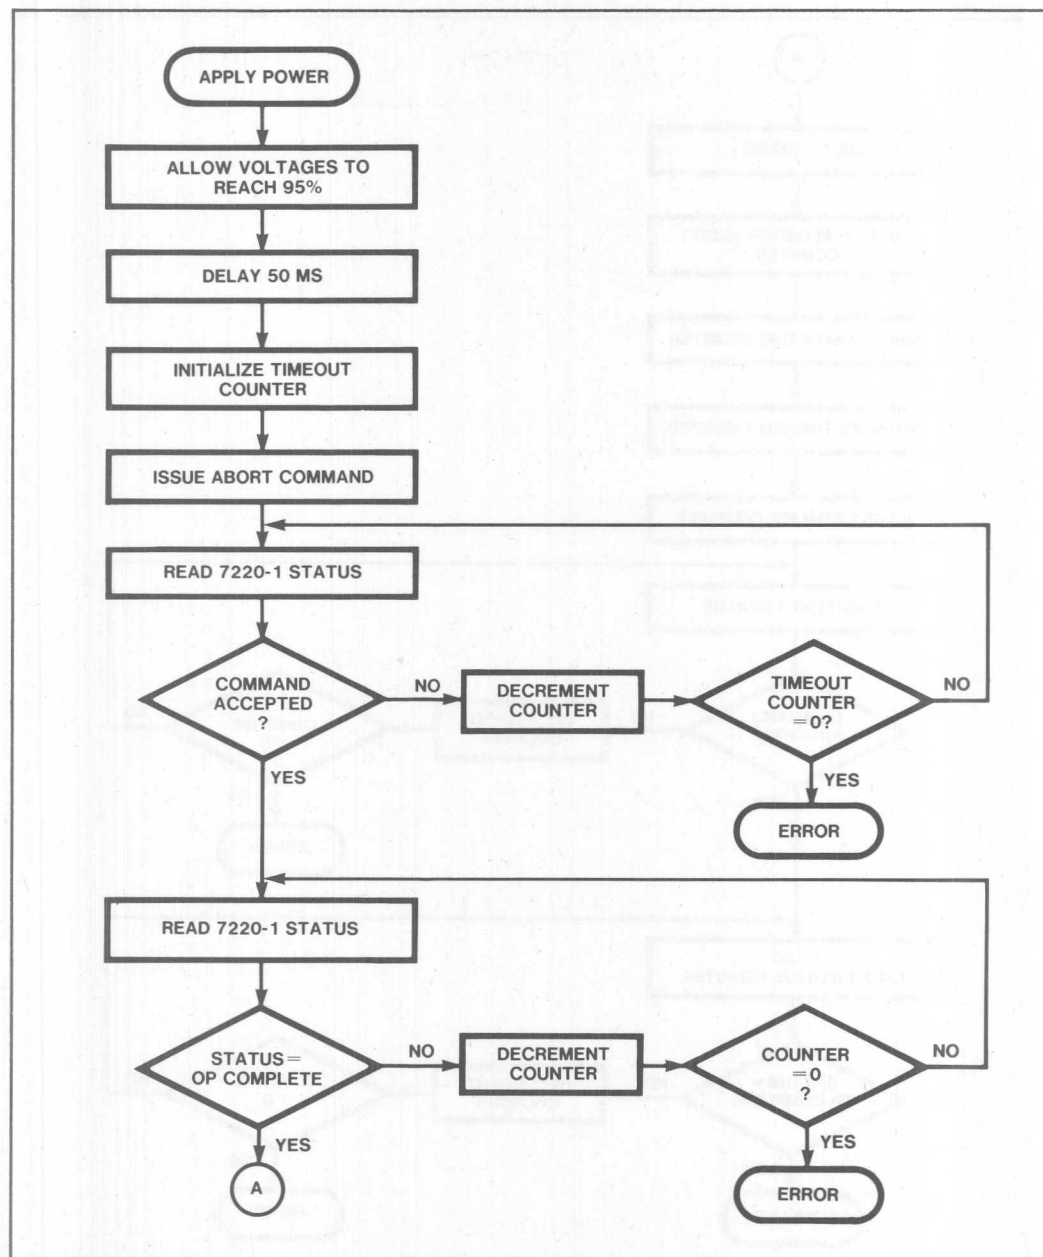 APPLY POWER
ALLOW VOLTAGES TO
REACH 95%
DELAY 50 MS
INITIALIZE TIMEOUT
COUNTER
ISSUE ABORT COMMAND
READ 7220-1 STATUS
COMMAND
ACCEPTED
?
NO
DECREMENT
COUNTER
TIMEOUT
COUNTER
=0?
NO
YES
YES
ERROR
READ 7220-1 STATUS
STATUS=
OP COMPLETE
NO
DECREMENT
COUNTER
COUNTER
=0
?
NO
YES
YES
A
ERROR